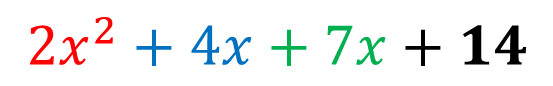 2x² + 4x + 7x + 14